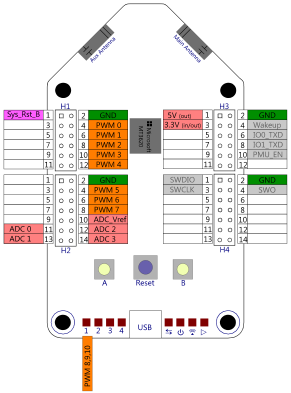 Aux Antenna
Main Antenna
H1
H3
Sys_Rst_B 1 2 GND
3 4 PWM 0
5 6 PWM 1
7 8 PWM 2
9 10 PWM 3
11 12 PWM 4
Microsoft
MT3620
5V (out) 1 2 GND
3.3V (in/out) 3 4 Wakeup
5 6 IO0_TXD
7 8 IO1_TXD
9 10 PMU_EN
11 12
1 2 GND
3 4 PWM 5
5 6 PWM 6
7 8 PWM 7
9 10 ADC_Vref
ADC 0 11 12 ADC 2
ADC 1 13 14 ADC 3
SWDIO 1 2 GND
SWCLK 3 4 SWO
5 6
7 8
9 10
11 12
13 14
H2
H4
A
Reset
B
1 2 3 4
USB
PWM 8,9,10